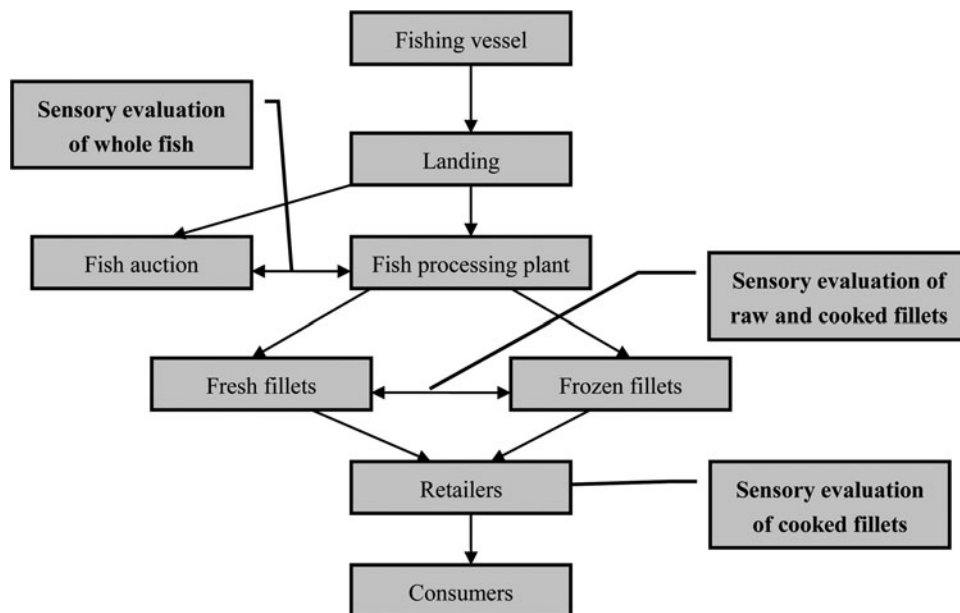 Fishing vessel
Sensory evaluation
of whole fish
Landing
Fish auction
Fish processing plant
Sensory evaluation of
raw and cooked fillets
Fresh fillets
Frozen fillets
Retailers
Sensory evaluation
of cooked fillets
Consumers